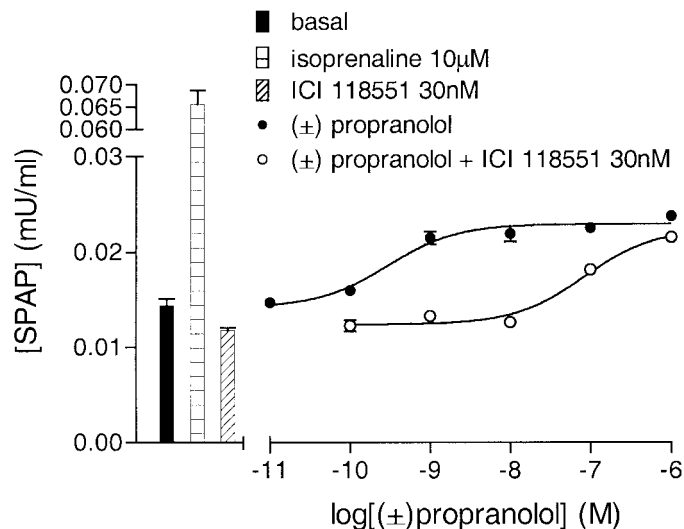 basal
isoprenaline 10μM
ICI 118551 30nM
(±) propranolol
(±) propranolol + ICI 118551 30nM
[SPAP] (mU/ml)
0.070
0.065
0.060
0.03
0.02
0.01
0.00
-11 -10 -9 -8 -7 -6
log[(±)propranolol] (M)